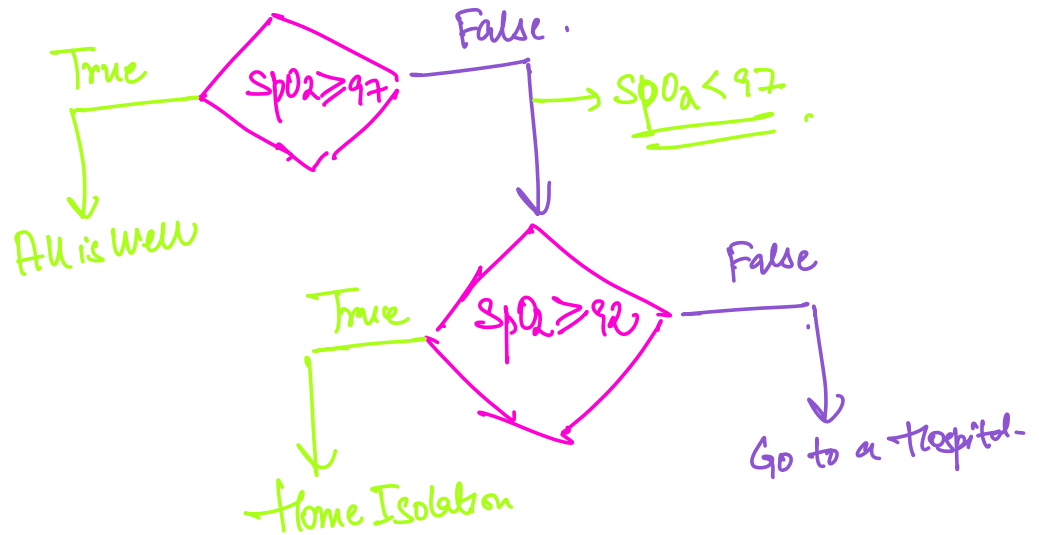 False.
True
SpO2≥97
SpO2<97
All is Well
False
True
SpO2≥92
Go to a Hospital
Home Isolation